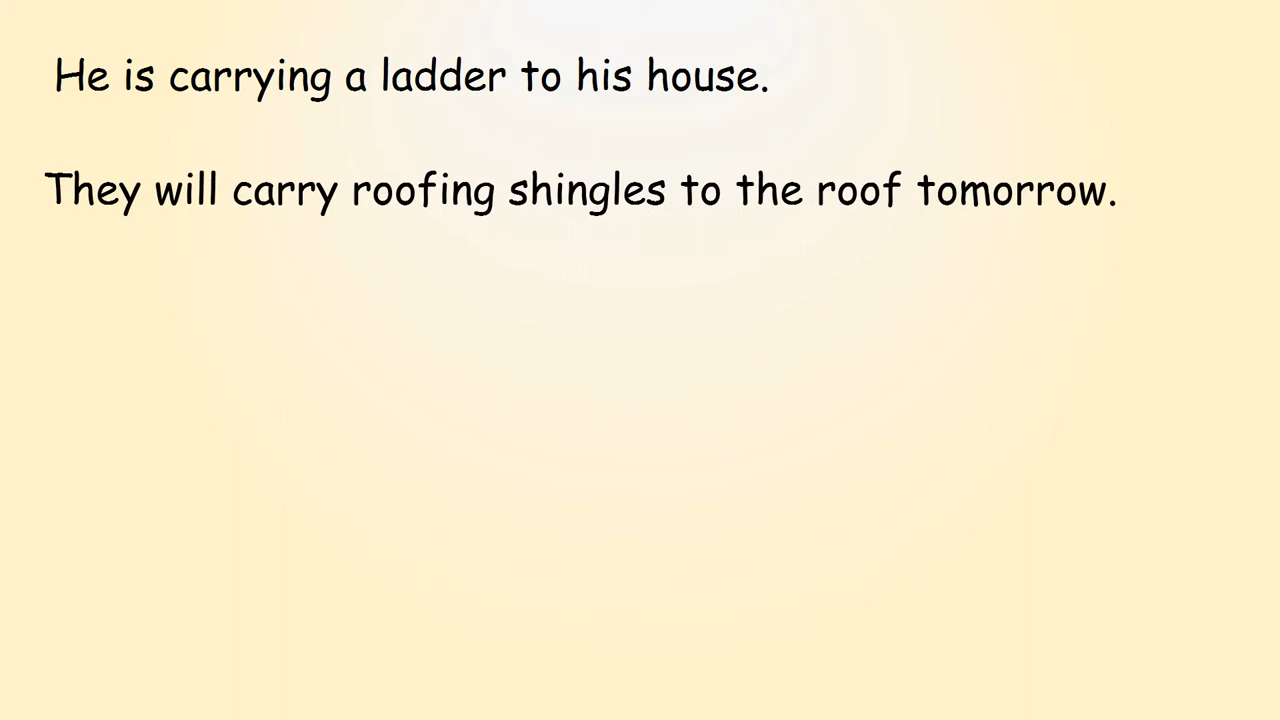 He is carrying a ladder to his house.
They will carry roofing shingles to the roof tomorrow.